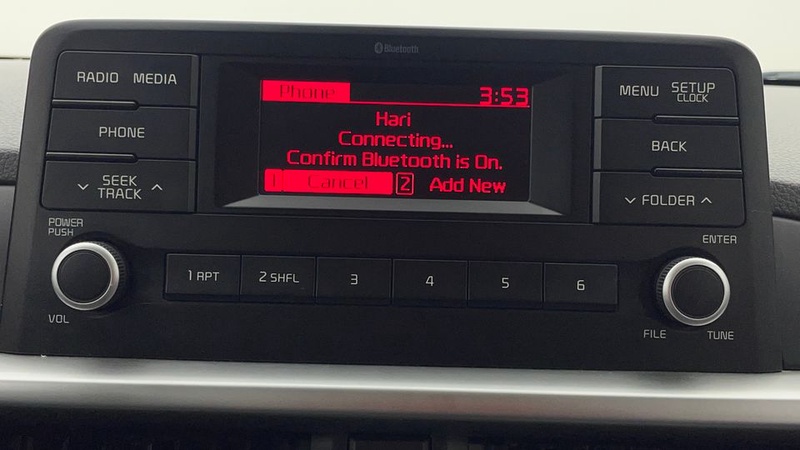 Bluetooth
RADIO MEDIA
PHONE
SEEK
TRACK
POWER
PUSH
VOL
Phone 3:53
Hari
Connecting...
Confirm Bluetooth is On.
1 Cancel 2 Add New
1 RPT 2 SHFL 3 4 5 6
MENU SETUP
CLOCK
BACK
FOLDER
ENTER
FILE TUNE